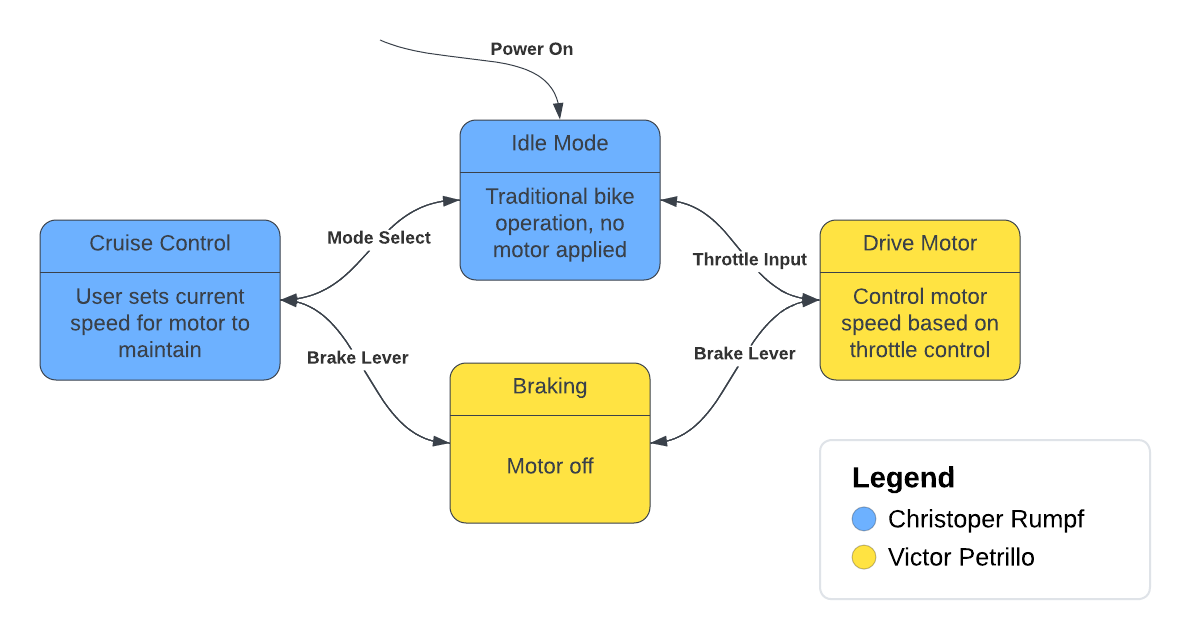 Power On
Idle Mode
Traditional bike
operation, no
motor applied
Mode Select
Cruise Control
User sets current
speed for motor to
maintain
Throttle Input
Drive Motor
Control motor
speed based on
throttle control
Brake Lever
Brake Lever
Braking
Motor off
Legend
Christoper Rumpf
Victor Petrillo